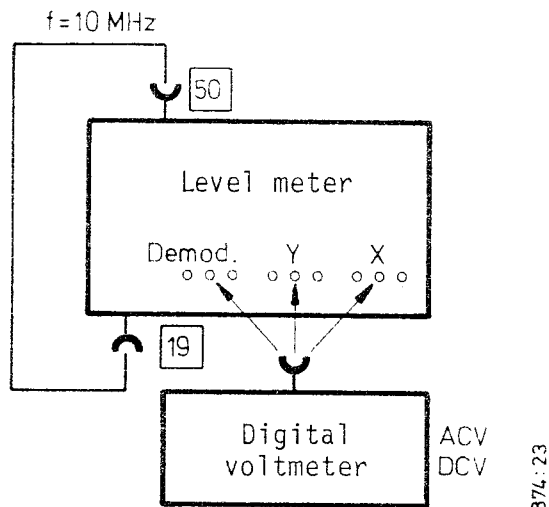 f=10 MHz
50
Level meter
Demod. Y X
19
Digital
voltmeter
ACV
DCV
374:23